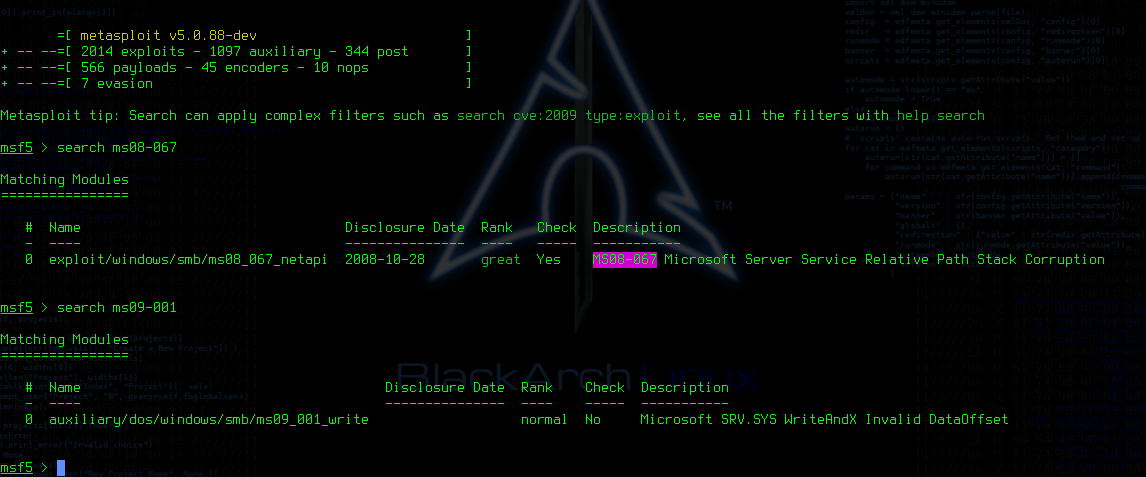 =[ metasploit v5.0.88-dev ]
+ -- --=[ 2014 exploits - 1097 auxiliary - 344 post ]
+ -- --=[ 566 payloads - 45 encoders - 10 nops ]
+ -- --=[ 7 evasion ]
Metasploit tip: Search can apply complex filters such as search cve:2009 type:exploit, see all the filters with help search
msf5 > search ms08-067
Matching Modules
================
# Name Disclosure Date Rank Check Description
- ---- --------------- ---- ----- -----------
0 exploit/windows/smb/ms08_067_netapi 2008-10-28 great Yes MS08-067 Microsoft Server Service Relative Path Stack Corruption
msf5 > search ms09-001
Matching Modules
================
BlackArch Linux
# Name Disclosure Date Rank Check Description
- ---- --------------- ---- ----- -----------
0 auxiliary/dos/windows/smb/ms09_001_write normal No Microsoft SRV.SYS WriteAndX Invalid DataOffset
msf5 >